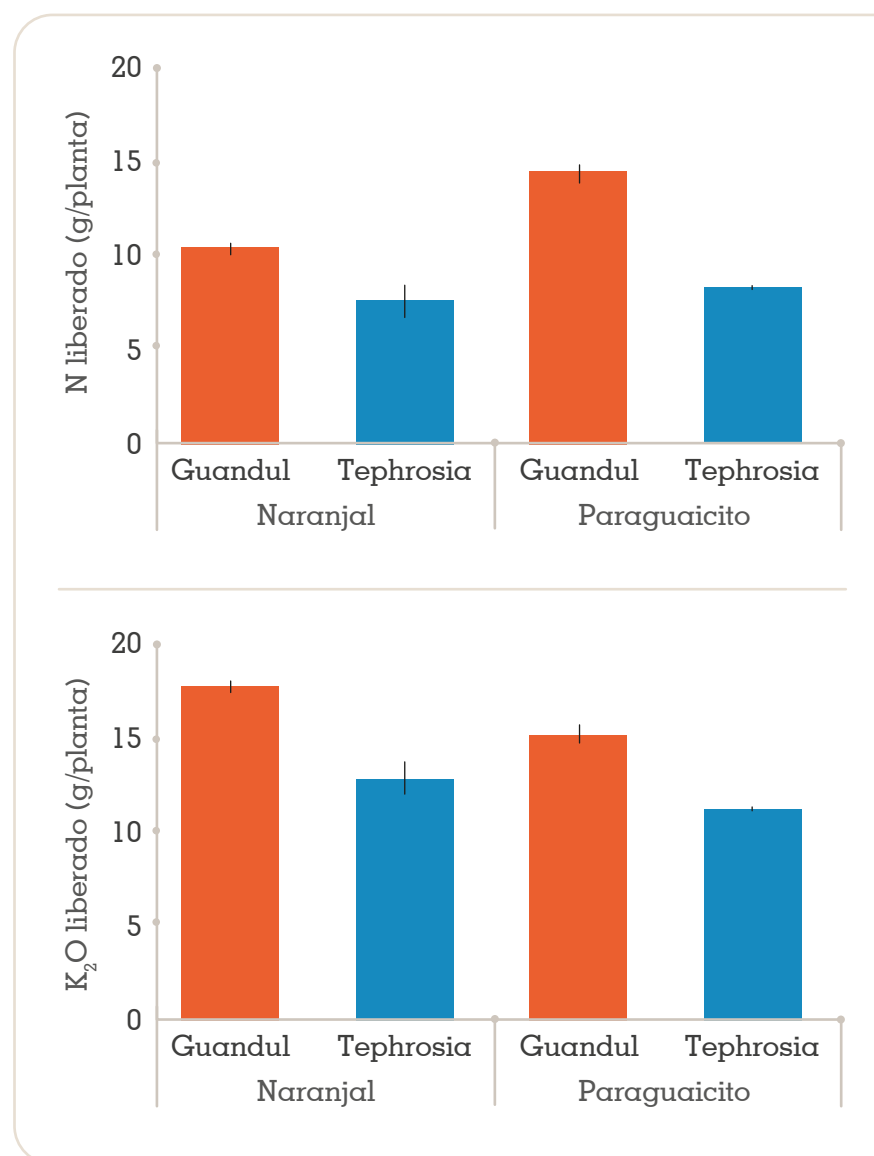 N liberado (g/planta)
20
15
10
5
0
Guandul Tephrosia Guandul Tephrosia
Naranjal Paraguaicito
K₂O liberado (g/planta)
20
15
10
5
0
Guandul Tephrosia Guandul Tephrosia
Naranjal Paraguaicito